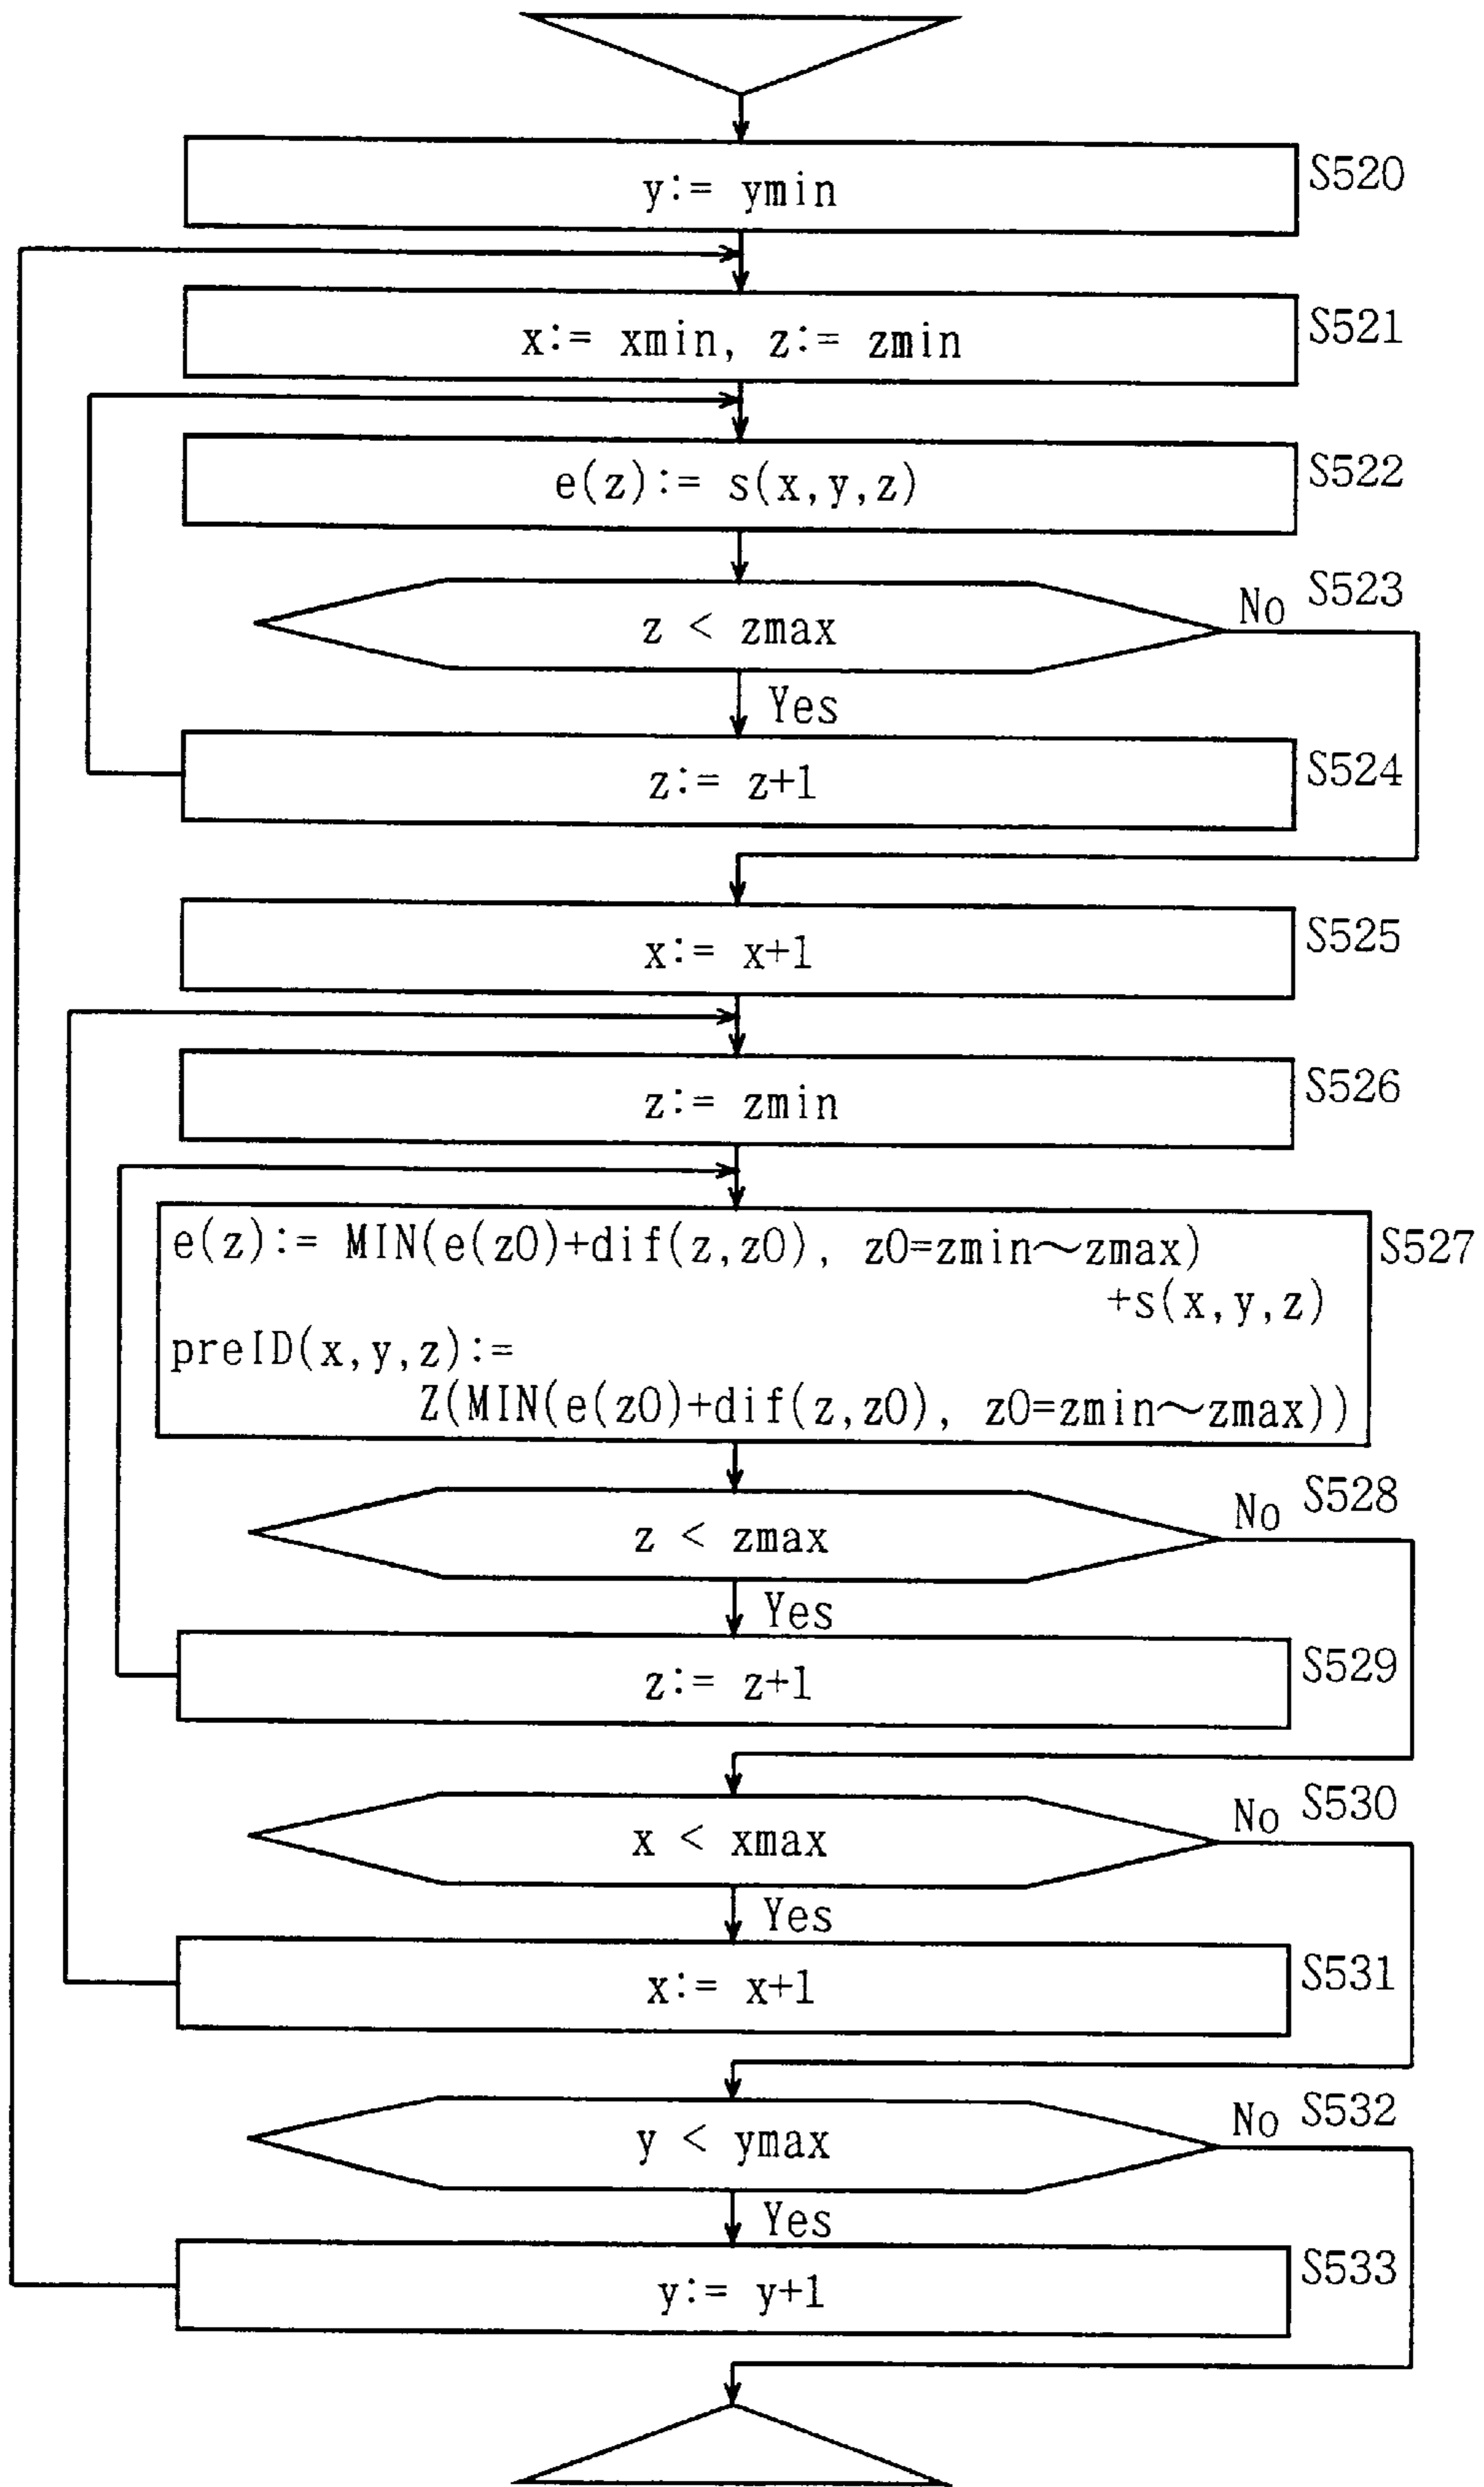 y:= ymin
S520
x:= xmin, z:= zmin
S521
e(z):= s(x,y,z)
S522
z < zmax
No
S523
Yes
z:= z+1
S524
x:= x+1
S525
z:= zmin
S526
e(z):= MIN(e(z0)+dif(z,z0), z0=zmin～zmax)
+s(x,y,z)
preID(x,y,z):=
Z(MIN(e(z0)+dif(z,z0), z0=zmin～zmax))
S527
z < zmax
No
S528
Yes
z:= z+1
S529
x < xmax
No
S530
Yes
x:= x+1
S531
y < ymax
No
S532
Yes
y:= y+1
S533